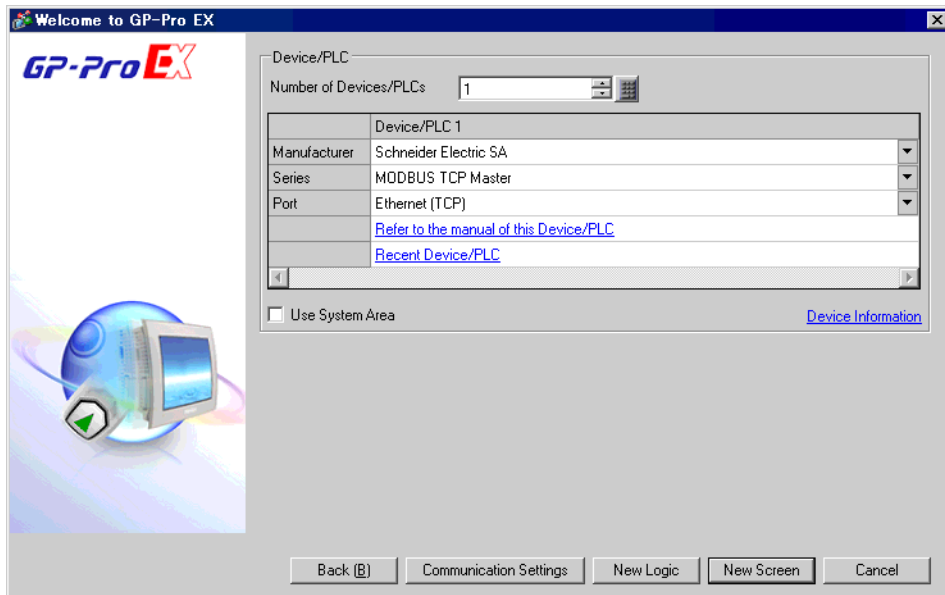 Welcome to GP-Pro EX
GP-Pro EX
Device/PLC
Number of Devices/PLCs 1
Device/PLC 1
Manufacturer Schneider Electric SA
Series MODBUS TCP Master
Port Ethernet (TCP)
Refer to the manual of this Device/PLC
Recent Device/PLC
Use System Area Device Information
Back (B) Communication Settings New Logic New Screen Cancel